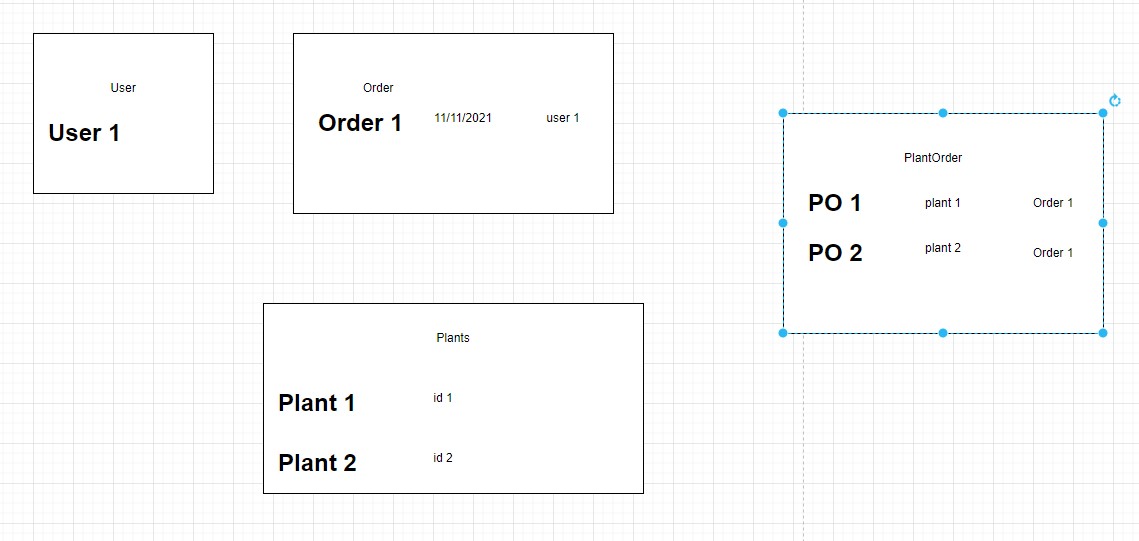 User
User 1
Order
Order 1 11/11/2021 user 1
PlantOrder
PO 1 plant 1 Order 1
PO 2 plant 2 Order 1
Plants
Plant 1 id 1
Plant 2 id 2